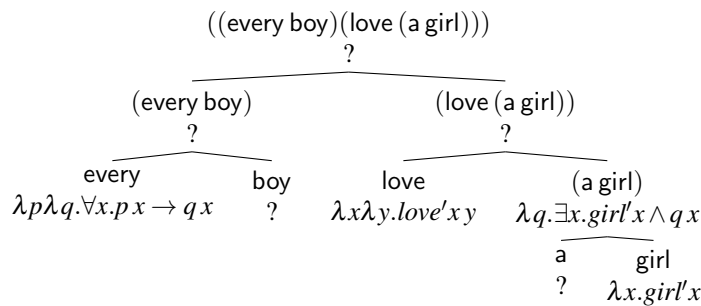 ((every boy)(love (a girl)))
?
(every boy) (love (a girl))
? ?
every boy love (a girl)
λpλq.∀x.p x → q x ? λxλy.love′x y λq.∃x.girl′x ∧ q x
a girl
? λx.girl′x